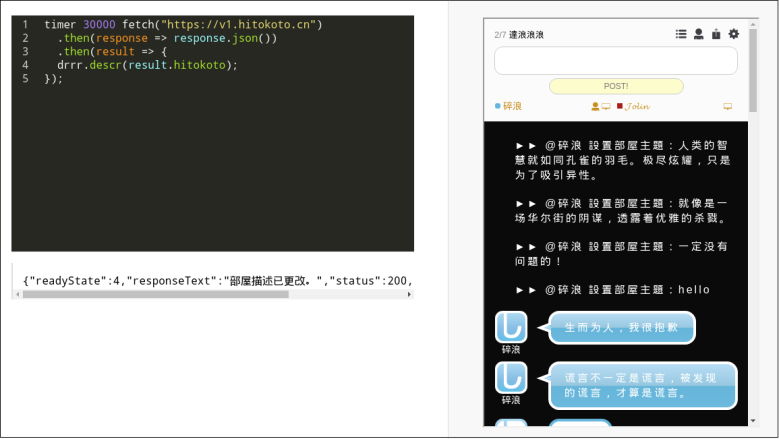 1 timer 30000 fetch("https://v1.hitokoto.cn")
2 .then(response => response.json())
3 .then(result => {
4 drrr.descr(result.hitokoto);
5 });
{"readyState":4,"responseText":"部屋描述已更改。","status":200,
2/7 達浪浪浪
POST!
碎浪
Jolin
►► @碎浪 設置部屋主題：人类的智
慧就如同孔雀的羽毛。极尽炫耀，只是
为了吸引异性。
►► @碎浪 設置部屋主題：就像是一
场华尔街的阴谋，透露着优雅的杀戮。
►► @碎浪 設置部屋主題：一定没有
问题的！
►► @碎浪 設置部屋主題：hello
生而为人，我很抱歉
碎浪
谎言不一定是谎言，被发现
的谎言，才算是谎言。
碎浪